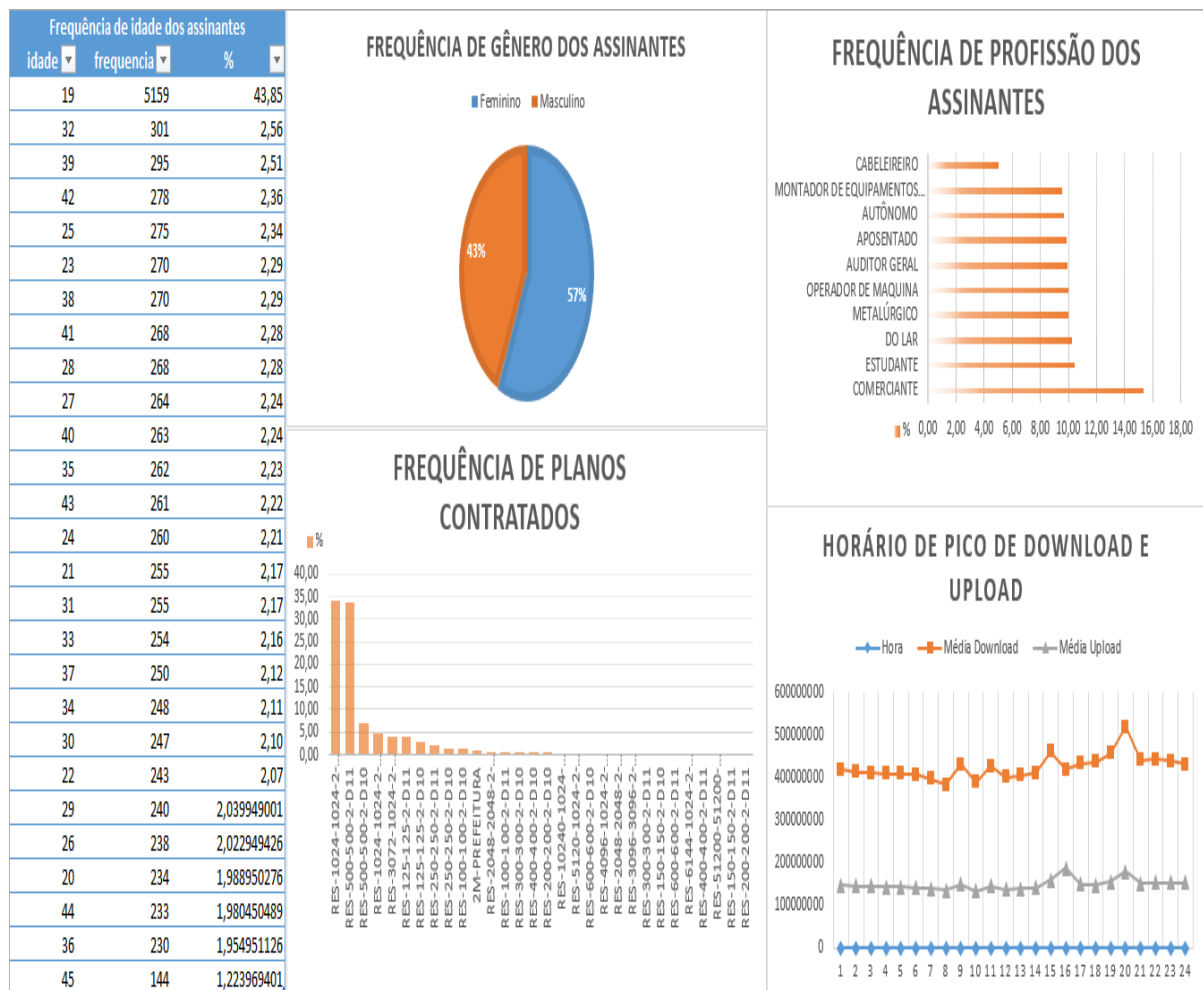 Frequência de idade dos assinantes
idade frequencia %
19 5159 43,85
32 301 2,56
39 295 2,51
42 278 2,36
25 275 2,34
23 270 2,29
38 270 2,29
41 268 2,28
28 268 2,28
27 264 2,24
40 263 2,24
35 262 2,23
43 261 2,22
24 260 2,21
21 255 2,17
31 255 2,17
33 254 2,16
37 250 2,12
34 248 2,11
30 247 2,10
22 243 2,07
29 240 2,039949001
26 238 2,022949426
20 234 1,988950276
44 233 1,980450489
36 230 1,954951126
45 144 1,223969401
FREQUÊNCIA DE GÊNERO DOS ASSINANTES
Feminino Masculino
43%
57%
FREQUÊNCIA DE PROFISSÃO DOS
ASSINANTES
CABELEIREIRO
MONTADOR DE EQUIPAMENTOS...
AUTÔNOMO
APOSENTADO
AUDITOR GERAL
OPERADOR DE MAQUINA
METALÚRGICO
DO LAR
ESTUDANTE
COMERCIANTE
% 0,00 2,00 4,00 6,00 8,00 10,00 12,00 14,00 16,00 18,00
FREQUÊNCIA DE PLANOS
CONTRATADOS
%
40,00
35,00
30,00
25,00
20,00
15,00
10,00
5,00
0,00
RES-1024-1024-2-...
RES-500-500-2-D11
RES-500-500-2-D10
RES-1024-1024-2-...
RES-3072-1024-2-...
RES-125-125-2-D11
RES-125-125-2-D10
RES-250-250-2-D11
RES-250-250-2-D10
RES-100-100-2-D10
2M-PREFEITURA
RES-2048-2048-2-...
RES-100-100-2-D11
RES-300-300-2-D10
RES-400-400-2-D10
RES-200-200-2-D10
RES-10240-1024-...
RES-5120-1024-2-...
RES-600-600-2-D10
RES-4096-1024-2-...
RES-2048-2048-2-...
RES-3096-3096-2-...
RES-300-300-2-D11
RES-150-150-2-D10
RES-600-600-2-D11
RES-6144-1024-2-...
RES-400-400-2-D11
RES-51200-51200-...
RES-150-150-2-D11
RES-200-200-2-D11
HORÁRIO DE PICO DE DOWNLOAD E
UPLOAD
Hora Média Download Média Upload
600000000
500000000
400000000
300000000
200000000
100000000
0
1 2 3 4 5 6 7 8 9 10 11 12 13 14 15 16 17 18 19 20 21 22 23 24